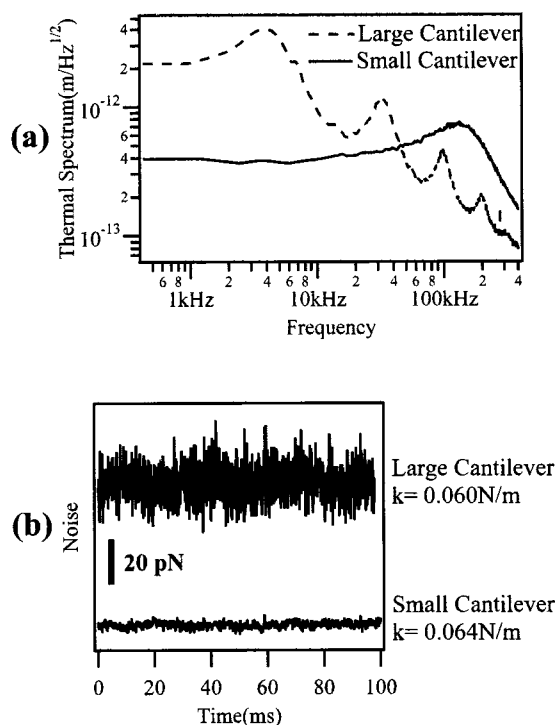 (a)
Thermal Spectrum(m/Hz^1/2)
4
2
10^-12
6
4
2
10^-13
Large Cantilever
Small Cantilever
6 8 1kHz 2 4 6 8 10kHz 2 4 6 8 100kHz 2 4
Frequency
(b)
Noise
20 pN
Large Cantilever
k= 0.060N/m
Small Cantilever
k= 0.064N/m
0 20 40 60 80 100
Time(ms)